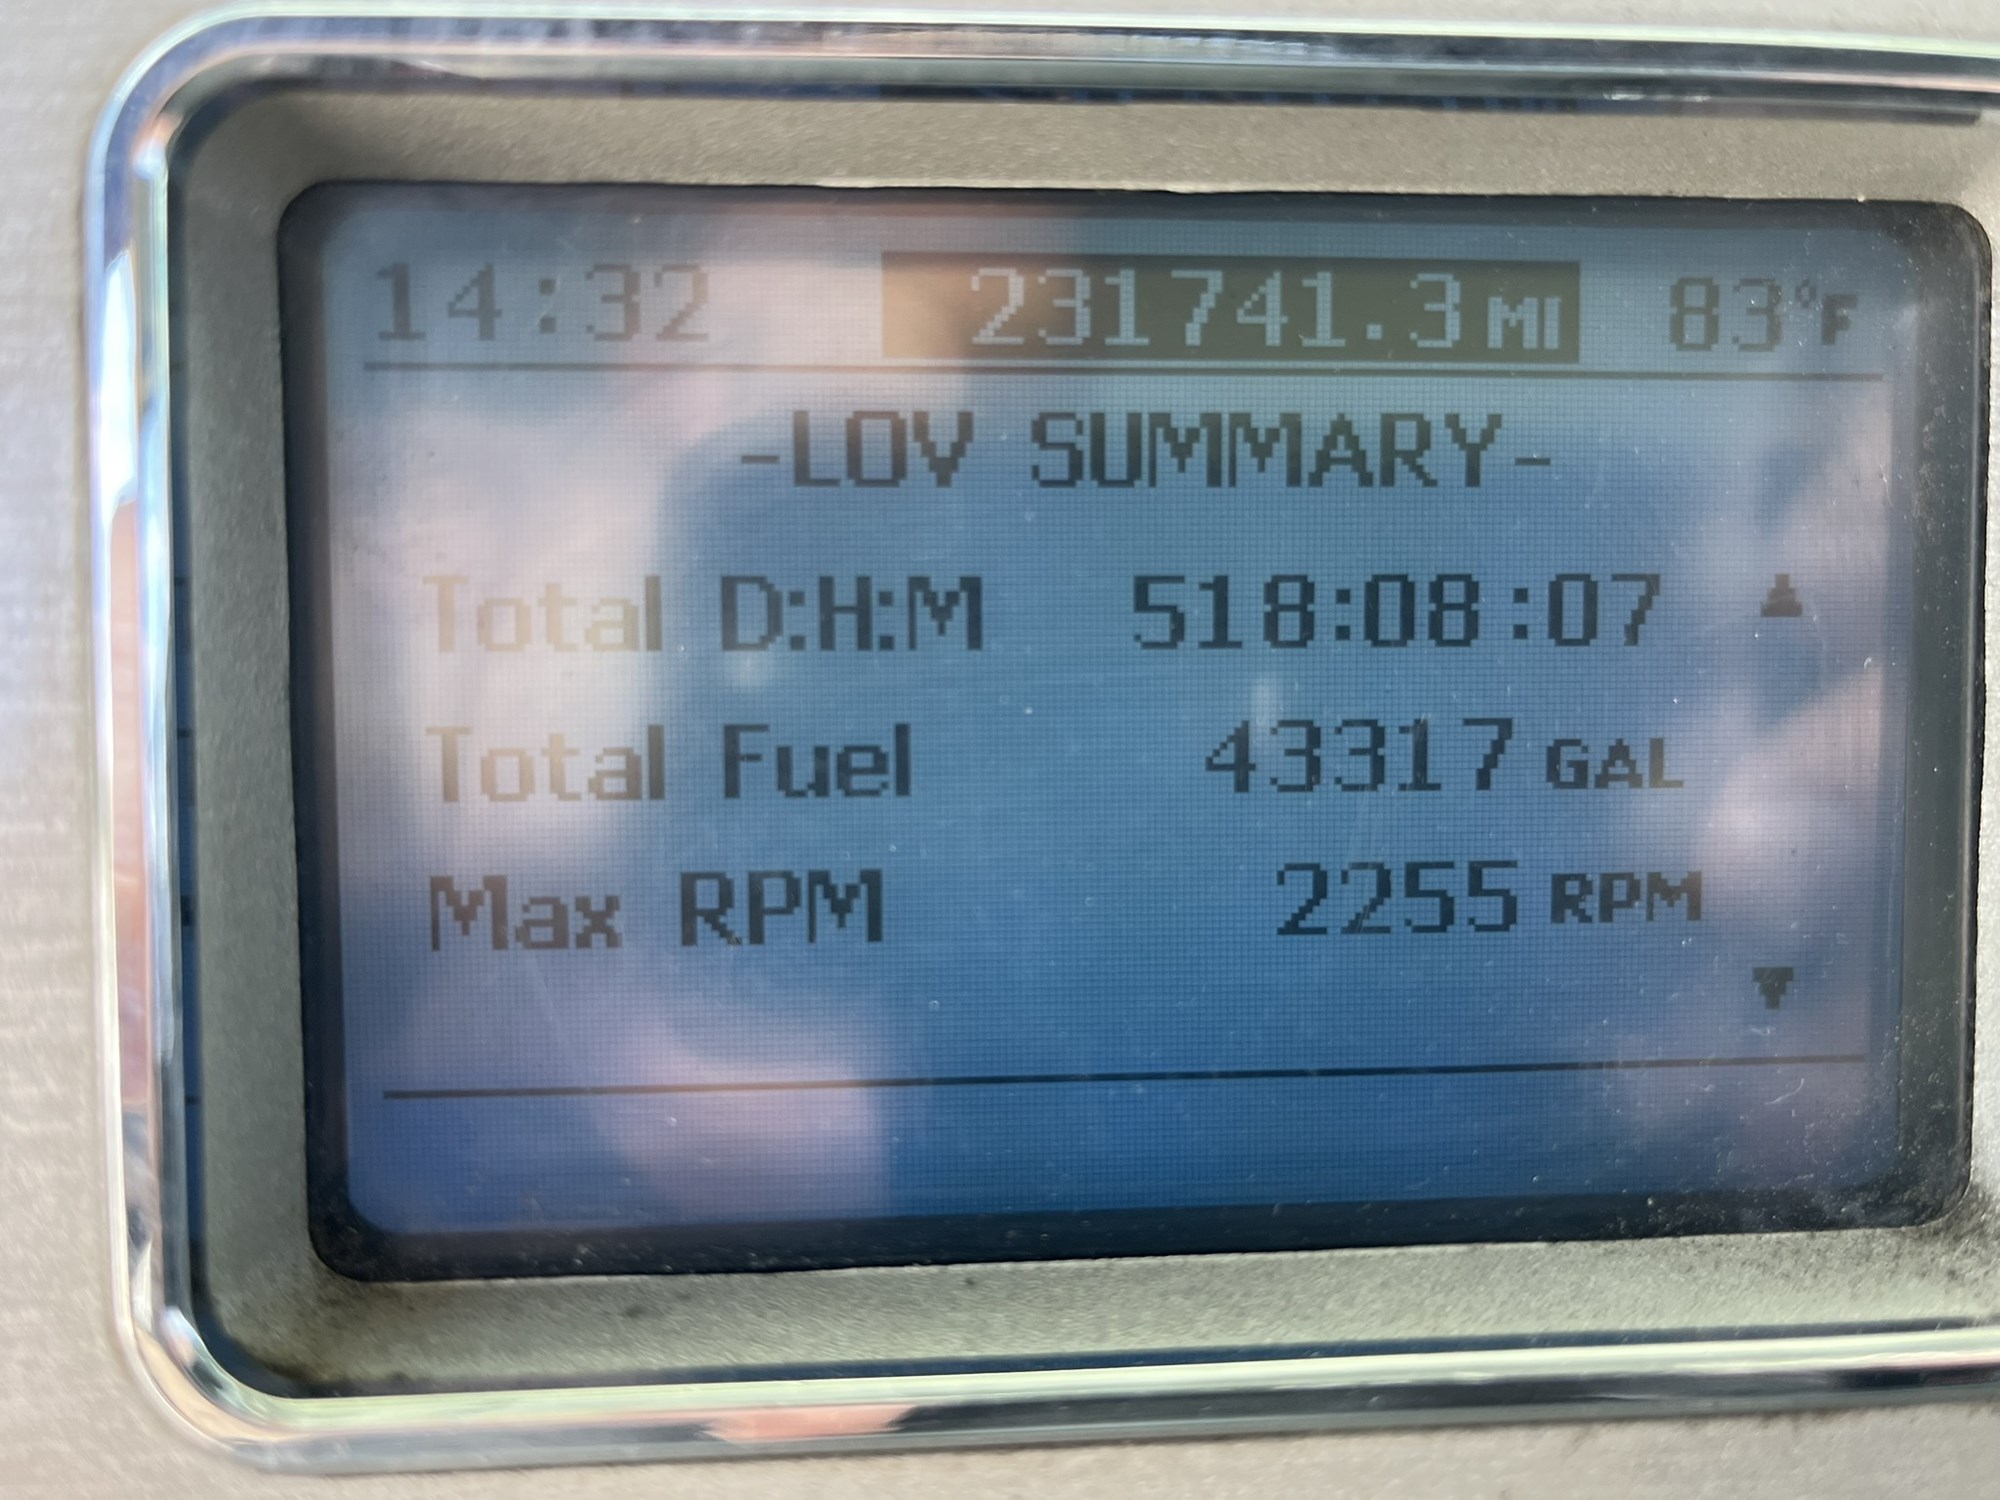 14:32 231741.3 MI 83°F
-LOV SUMMARY-
Total D:H:M 518:08:07
Total Fuel 43317 GAL
Max RPM 2255 RPM